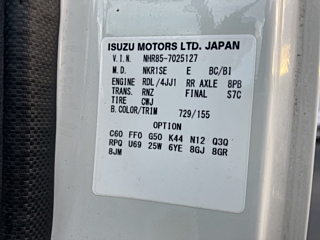 ISUZU MOTORS LTD. JAPAN
V.I.N. NHR85-7025127
M.D. NKR1SE E BC/BI
ENGINE RDL/4JJ1 RR AXLE 8PB
TRANS. RNZ FINAL S7C
TIRE CWJ
B.COLOR/TRIM 729/155
OPTION
C60 FF0 G50 K44 N12 Q3Q
RPQ U69 25W 6YE 8GJ 8GR
8JM